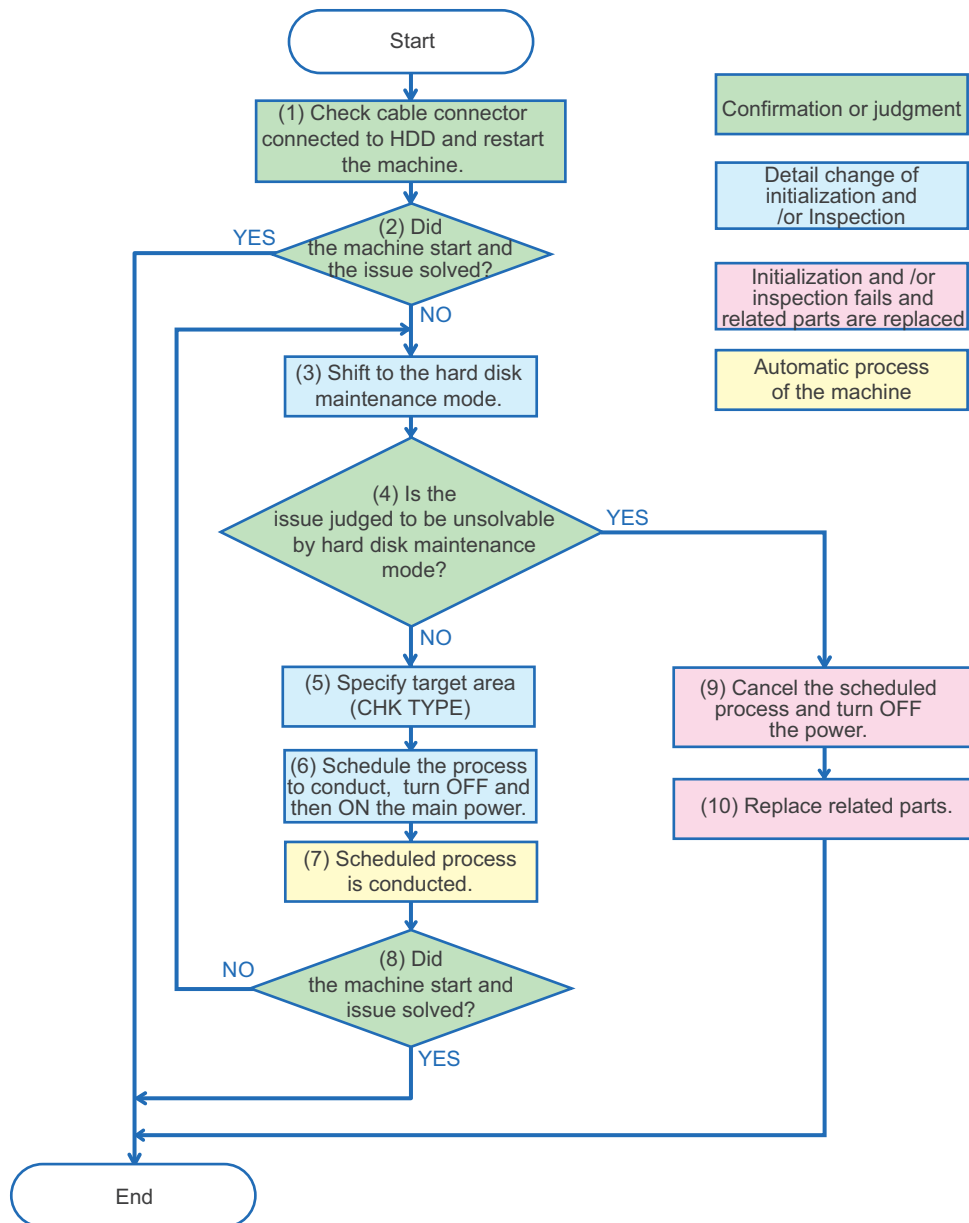 Start
(1) Check cable connector
connected to HDD and restart
the machine.
(2) Did
the machine start and
the issue solved?
YES
NO
(3) Shift to the hard disk
maintenance mode.
(4) Is the
issue judged to be unsolvable
by hard disk maintenance
mode?
YES
NO
(5) Specify target area
(CHK TYPE)
(6) Schedule the process
to conduct, turn OFF and
then ON the main power.
(7) Scheduled process
is conducted.
(8) Did
the machine start and
issue solved?
NO
YES
(9) Cancel the scheduled
process and turn OFF
the power.
(10) Replace related parts.
End
Confirmation or judgment
Detail change of
initialization and
/or Inspection
Initialization and /or
inspection fails and
related parts are replaced
Automatic process
of the machine